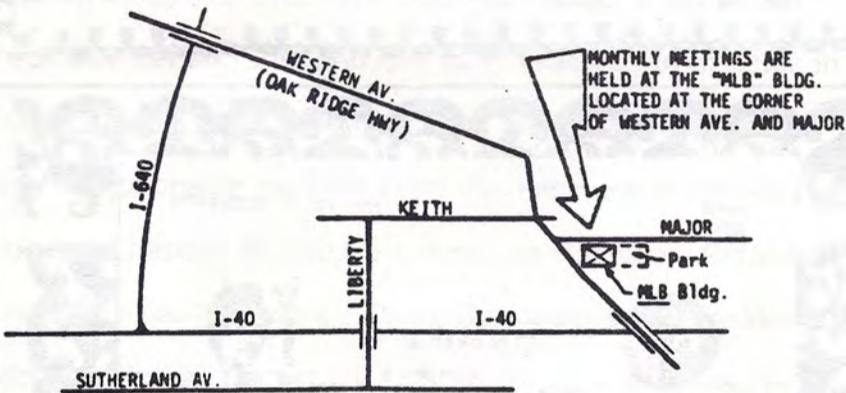 WESTERN AV.
(OAK RIDGE HWY)
MONTHLY MEETINGS ARE
HELD AT THE "MLB" BLDG.
LOCATED AT THE CORNER
OF WESTERN AVE. AND MAJOR
I-640
KEITH
MAJOR
Park
MLB Bldg.
LIBERTY
I-40
I-40
SUTHERLAND AV.